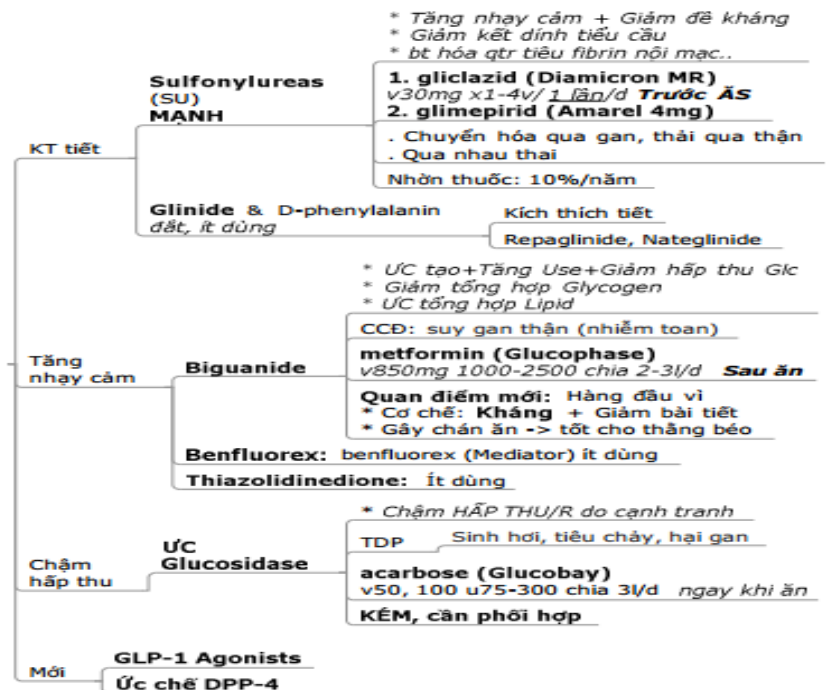 * Tăng nhạy cảm + Giảm đề kháng
* Giảm kết dính tiểu cầu
* bt hóa qtr tiêu fibrin nội mạc..
Sulfonylureas
(SU)
MẠNH
1. gliclazid (Diamicron MR)
v30mg x1-4v/ 1 lần/d Trước ĂS
2. glimepirid (Amarel 4mg)
. Chuyển hóa qua gan, thải qua thận
. Qua nhau thai
Nhờn thuốc: 10%/năm
KT tiết
Glinide & D-phenylalanin
đắt, ít dùng
Kích thích tiết
Repaglinide, Nateglinide
* ƯC tạo+Tăng Use+Giảm hấp thu Glc
* Giảm tổng hợp Glycogen
* ƯC tổng hợp Lipid
CCĐ: suy gan thận (nhiễm toan)
Tăng
nhạy cảm
Biguanide
metformin (Glucophase)
v850mg 1000-2500 chia 2-3l/d Sau ăn
Quan điểm mới: Hàng đầu vì
* Cơ chế: Kháng + Giảm bài tiết
* Gây chán ăn -> tốt cho thằng béo
Benfluorex: benfluorex (Mediator) ít dùng
Thiazolidinedione: Ít dùng
* Chậm HẤP THU/R do cạnh tranh
TDP
Sinh hơi, tiêu chảy, hại gan
Chậm
hấp thu
ƯC
Glucosidase
acarbose (Glucobay)
v50, 100 u75-300 chia 3l/d ngay khi ăn
KÉM, cần phối hợp
Mới
GLP-1 Agonists
Ức chế DPP-4